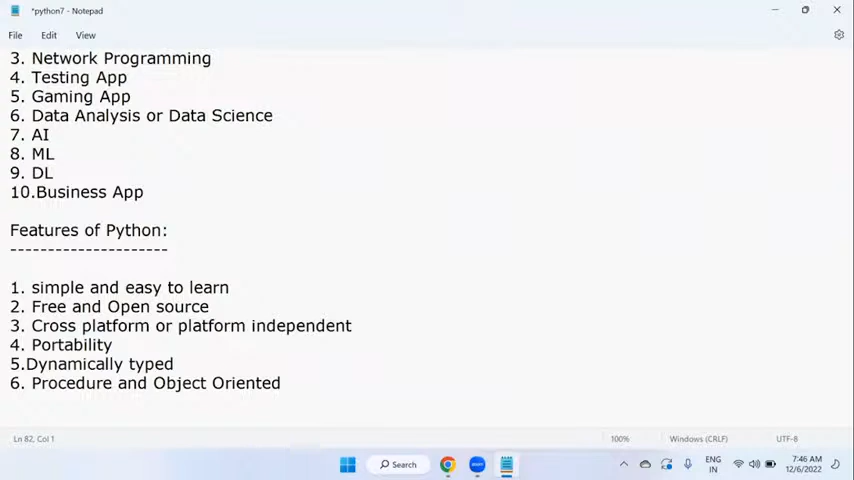 *python7 - Notepad
File Edit View
3. Network Programming
4. Testing App
5. Gaming App
6. Data Analysis or Data Science
7. AI
8. ML
9. DL
10.Business App
Features of Python:
---------------------
1. simple and easy to learn
2. Free and Open source
3. Cross platform or platform independent
4. Portability
5.Dynamically typed
6. Procedure and Object Oriented
Ln 82, Col 1 100% Windows (CRLF) UTF-8
Search zoom ENG 7:46 AM
IN 12/6/2022